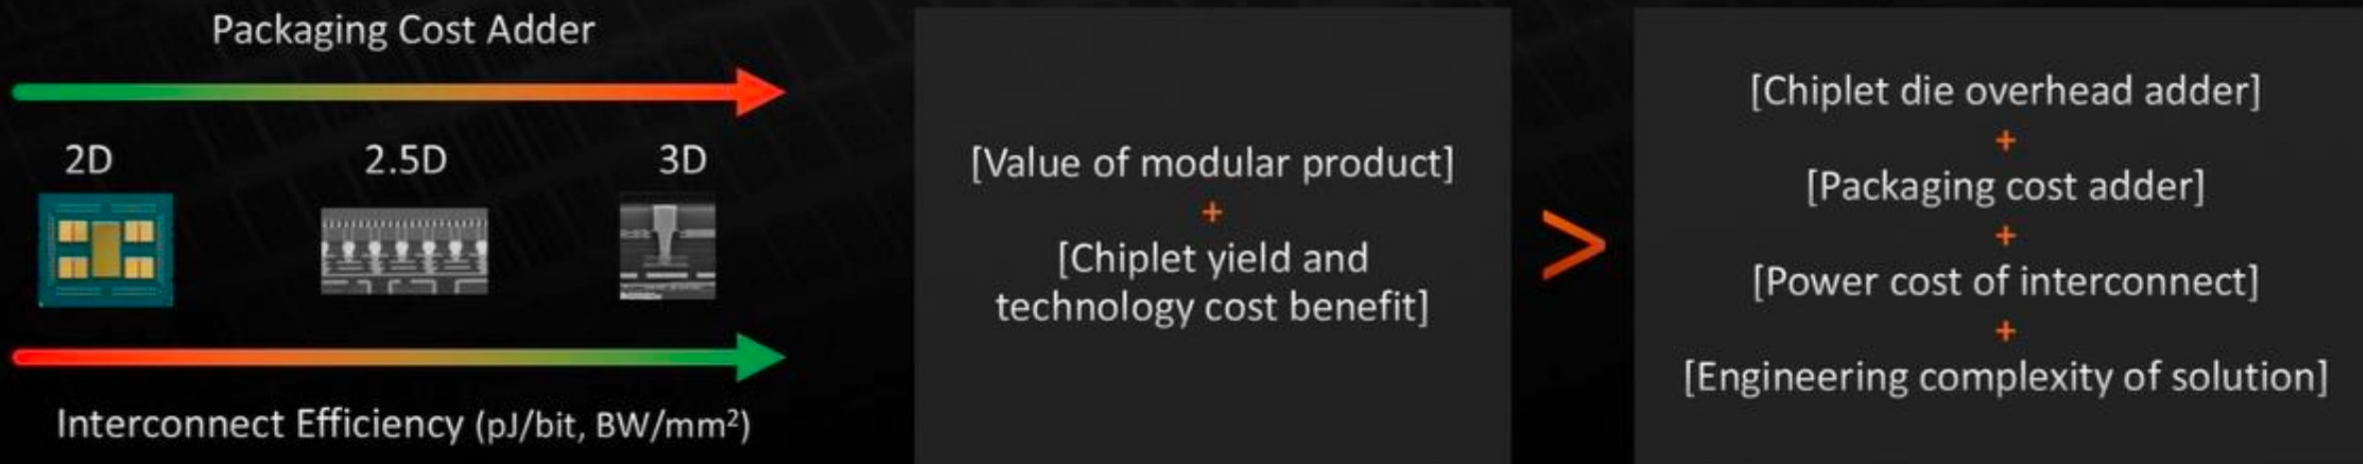 Packaging Cost Adder
2D
2.5D
3D
Interconnect Efficiency (pJ/bit, BW/mm²)
[Value of modular product]
+
[Chiplet yield and
technology cost benefit]
>
[Chiplet die overhead adder]
+
[Packaging cost adder]
+
[Power cost of interconnect]
+
[Engineering complexity of solution]